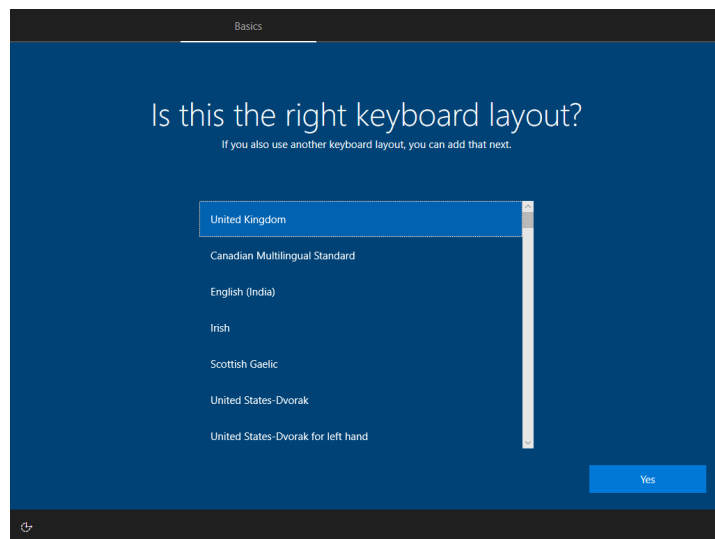 Basics
Is this the right keyboard layout?
If you also use another keyboard layout, you can add that next.
United Kingdom
Canadian Multilingual Standard
English (India)
Irish
Scottish Gaelic
United States-Dvorak
United States-Dvorak for left hand
Yes